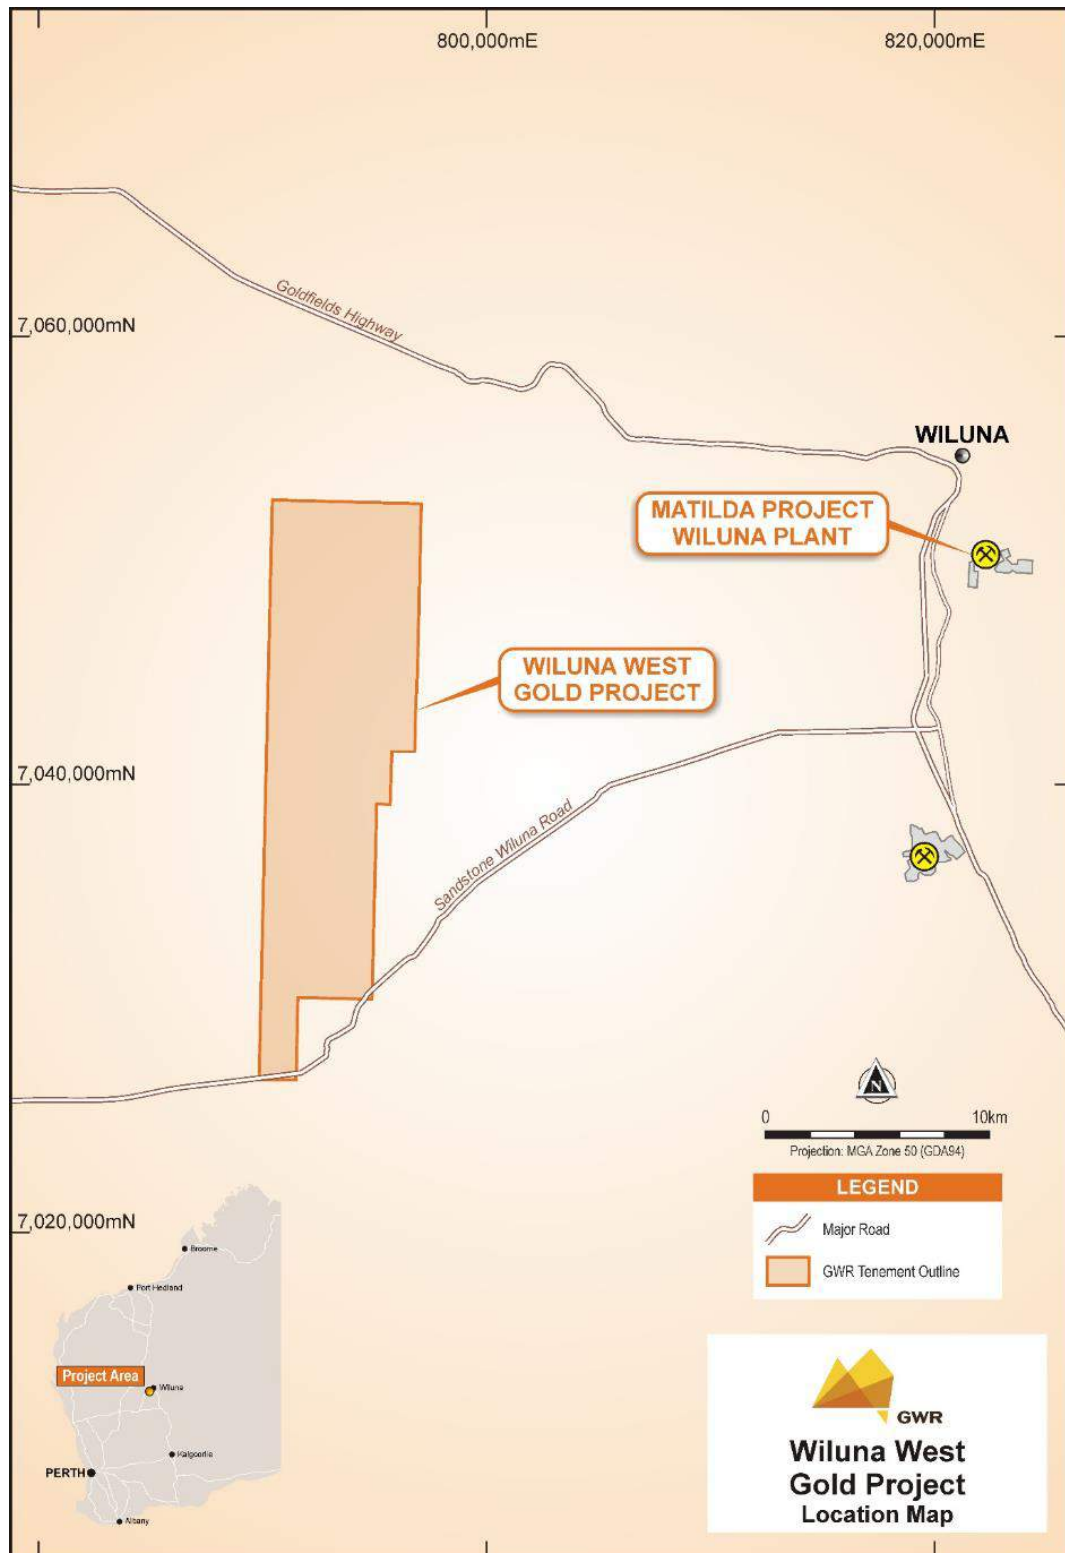 800,000mE
820,000mE
Goldfields Highway
7,060,000mN
WILUNA
MATILDA PROJECT
WILUNA PLANT
WILUNA WEST
GOLD PROJECT
7,040,000mN
Sandstone Wiluna Road
N
0
10km
Projection: MGA Zone 50 (GDA94)
LEGEND
Major Road
GWR Tenement Outline
7,020,000mN
Broome
Port Hedland
Project Area
Wiluna
Kalgoorlie
PERTH
Albany
GWR
Wiluna West
Gold Project
Location Map